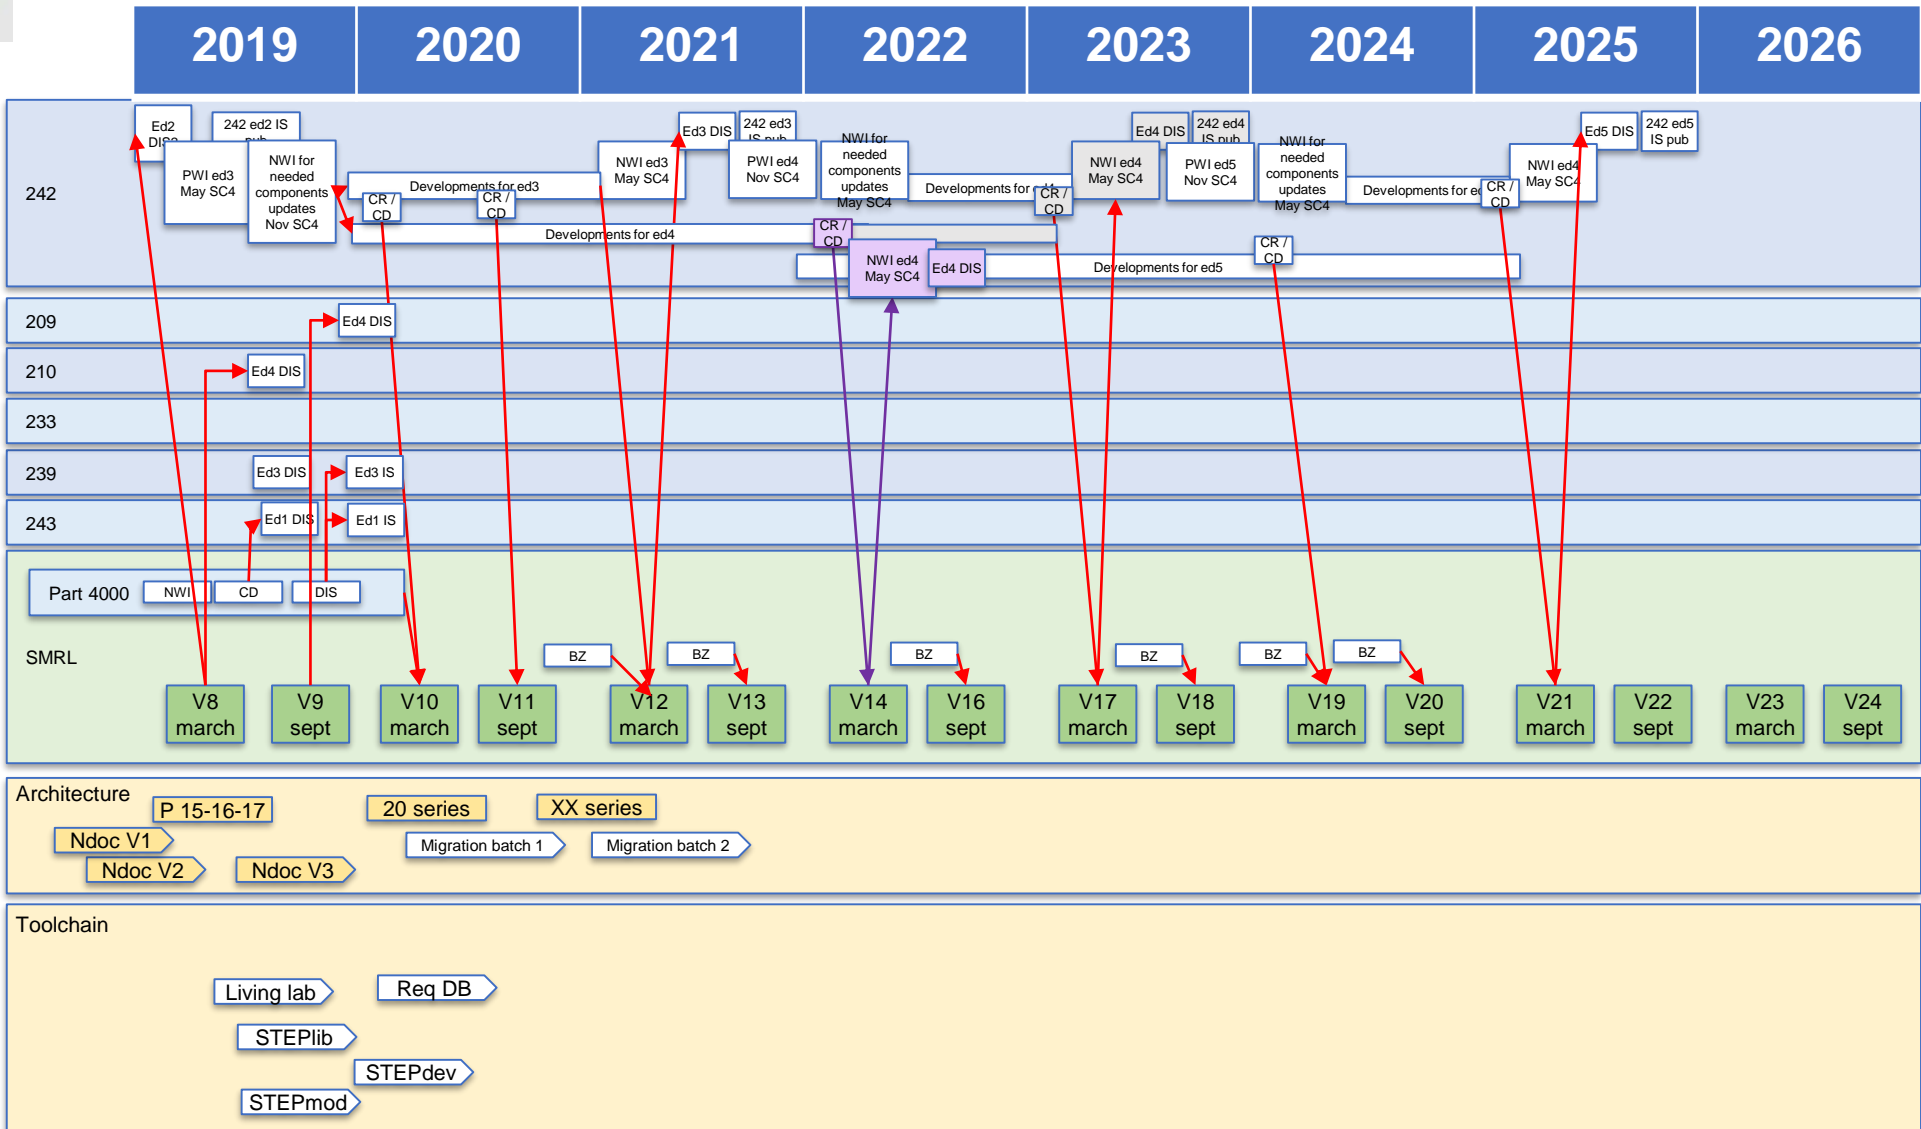 2019 2020 2021 2022 2023 2024 2025 2026
242
Ed2
DIS2
242 ed2 IS
pub
PWI ed3
May SC4
NWI for
needed
components
updates
Nov SC4
Developments for ed3
CR /
CD
CR /
CD
Developments for ed4
NWI ed3
May SC4
Ed3 DIS
242 ed3
IS pub
PWI ed4
Nov SC4
NWI for
needed
components
updates
May SC4
Developments for ed4
CR /
CD
NWI ed4
May SC4
Ed4 DIS
Developments for ed5
CR /
CD
NWI ed4
May SC4
Ed4 DIS
242 ed4
IS pub
PWI ed5
Nov SC4
NWI for
needed
components
updates
May SC4
Developments for
CR /
CD
CR /
CD
NWI ed4
May SC4
Ed5 DIS
242 ed5
IS pub
209
Ed4 DIS
210
Ed4 DIS
233
239
Ed3 DIS
Ed3 IS
243
Ed1 DIS
Ed1 IS
Part 4000
NWI
CD
DIS
SMRL
BZ
BZ
BZ
BZ
BZ
BZ
V8
march
V9
sept
V10
march
V11
sept
V12
march
V13
sept
V14
march
V16
sept
V17
march
V18
sept
V19
march
V20
sept
V21
march
V22
sept
V23
march
V24
sept
Architecture
P 15-16-17
20 series
XX series
Ndoc V1
Migration batch 1
Migration batch 2
Ndoc V2
Ndoc V3
Toolchain
Living lab
Req DB
STEPlib
STEPdev
STEPmod